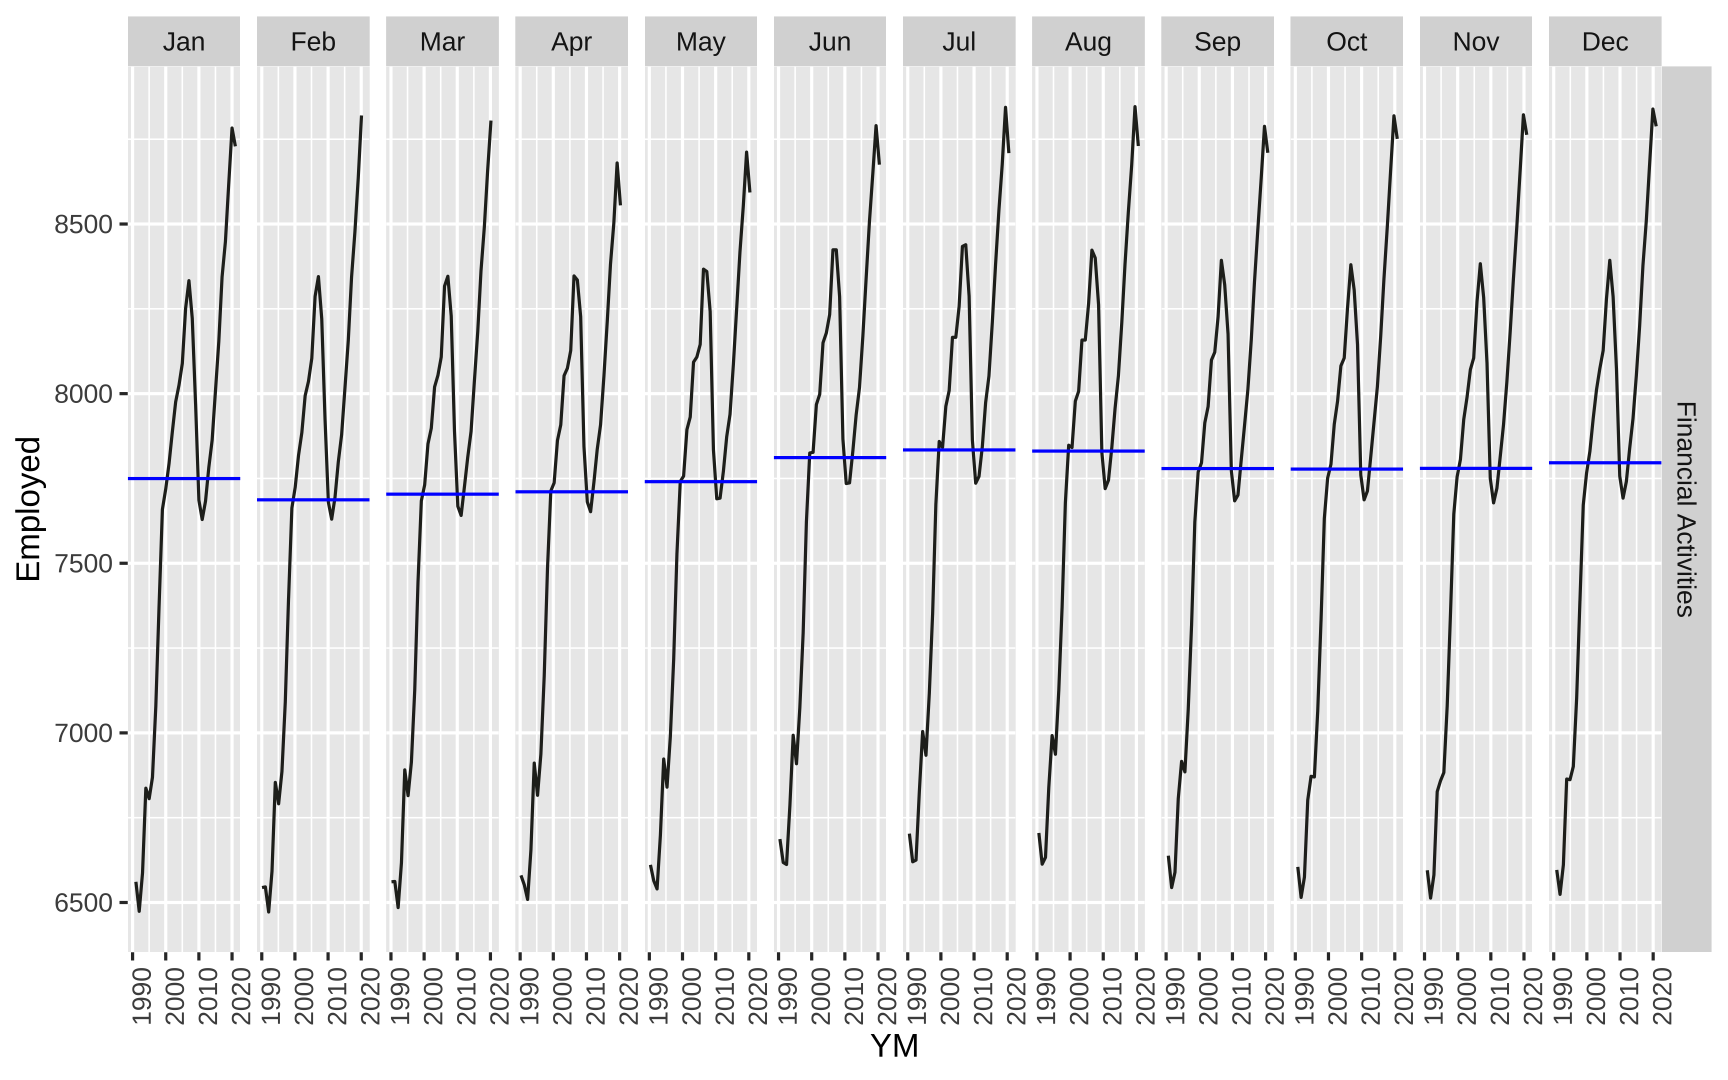 Jan Feb Mar Apr May Jun Jul Aug Sep Oct Nov Dec
8500
8000
7500
7000
6500
Employed
Financial Activities
1990 2000 2010 2020 1990 2000 2010 2020 1990 2000 2010 2020 1990 2000 2010 2020 1990 2000 2010 2020 1990 2000 2010 2020 1990 2000 2010 2020 1990 2000 2010 2020 1990 2000 2010 2020 1990 2000 2010 2020 1990 2000 2010 2020 1990 2000 2010 2020
YM